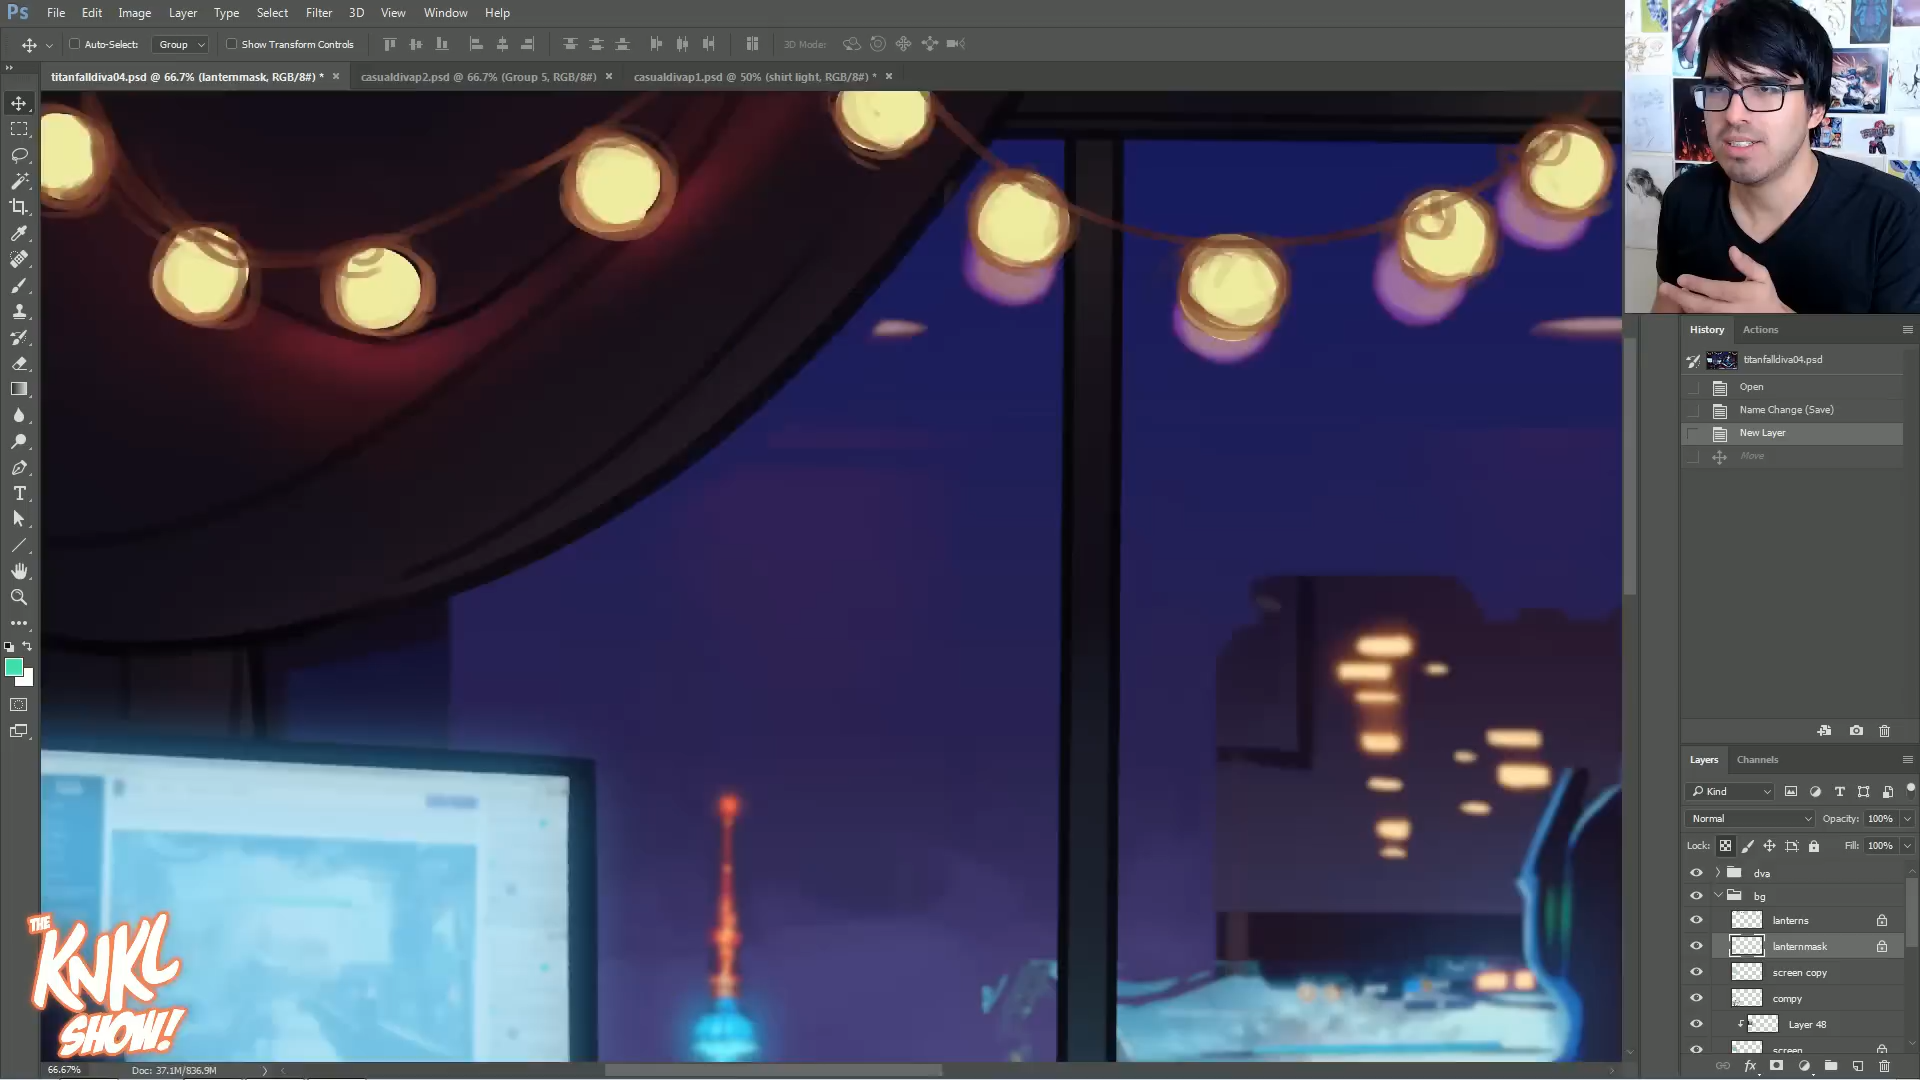 Ps File Edit Image Layer Type Select Filter 3D View Window Help
Auto-Select: Group Show Transform Controls 3D Mode:
titanfalldiva04.psd @ 66.7% (lanternmask, RGB/8#) * × casualdivap2.psd @ 66.7% (Group 5, RGB/8#) × casualdivap1.psd @ 50% (shirt light, RGB/8#) * ×
History Actions
titanfalldiva04.psd
Open
Name Change (Save)
New Layer
Move
Layers Channels
Kind
Normal Opacity: 100%
Lock: Fill: 100%
dva
bg
lanterns
lanternmask
screen copy
compy
Layer 48
screen
fx
THE
KNKL
SHOW!
66.67% Doc: 37.1M/836.9M